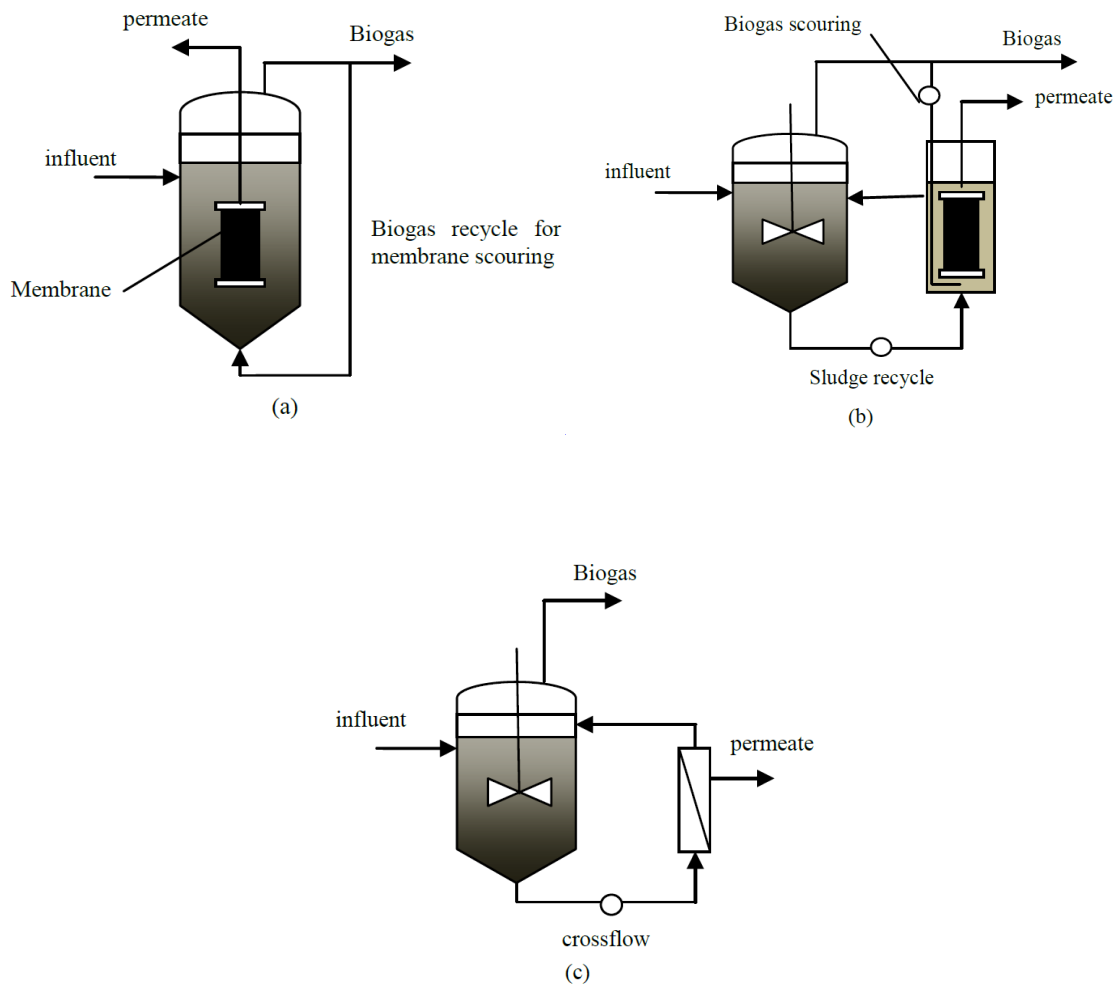 permeate
Biogas
influent
Biogas recycle for
membrane scouring
Membrane
(a)
Biogas scouring
Biogas
permeate
influent
Sludge recycle
(b)
Biogas
influent
permeate
crossflow
(c)